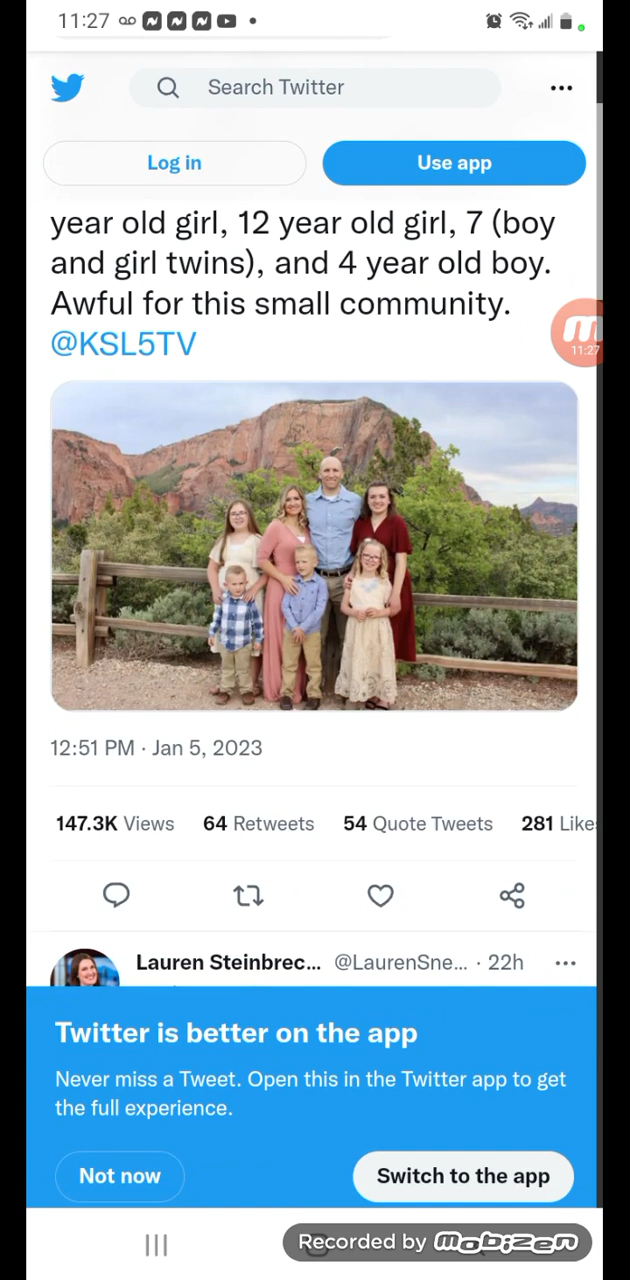 11:27
Search Twitter
Log in
Use app
year old girl, 12 year old girl, 7 (boy
and girl twins), and 4 year old boy.
Awful for this small community.
@KSL5TV
11:27
12:51 PM · Jan 5, 2023
147.3K Views 64 Retweets 54 Quote Tweets 281 Like
Lauren Steinbrec... @LaurenSne... · 22h
Twitter is better on the app
Never miss a Tweet. Open this in the Twitter app to get
the full experience.
Not now
Switch to the app
Recorded by mobizen